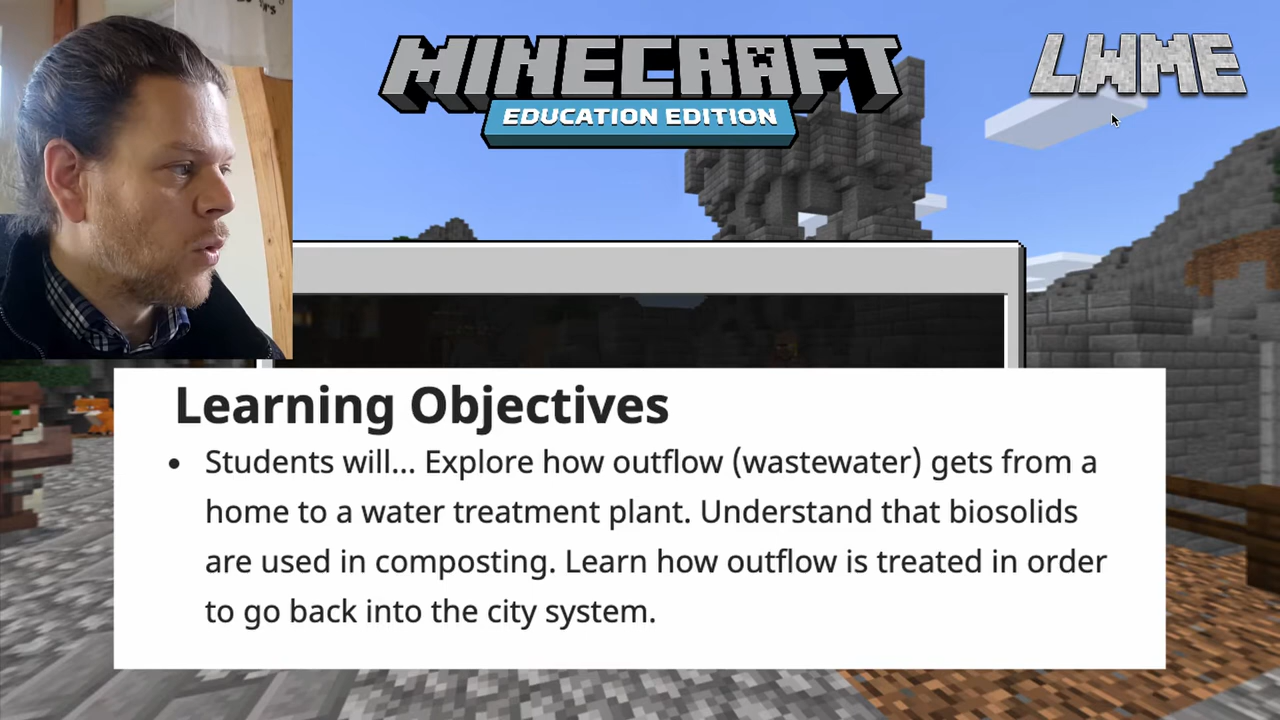 MINECRAFT
EDUCATION EDITION
LWME
Learning Objectives
• Students will... Explore how outflow (wastewater) gets from a
home to a water treatment plant. Understand that biosolids
are used in composting. Learn how outflow is treated in order
to go back into the city system.